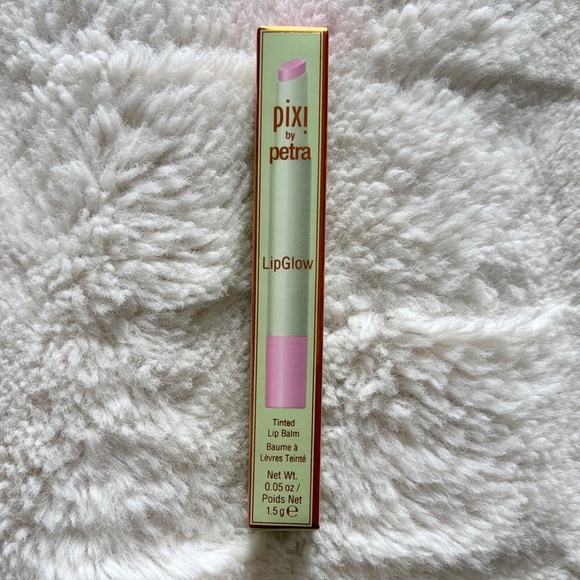 pixi
by
petra
LipGlow
Tinted
Lip Balm
Baume à
Lèvres Teinté
Net Wt.
0.05 oz /
Poids Net
1.5 g ℮